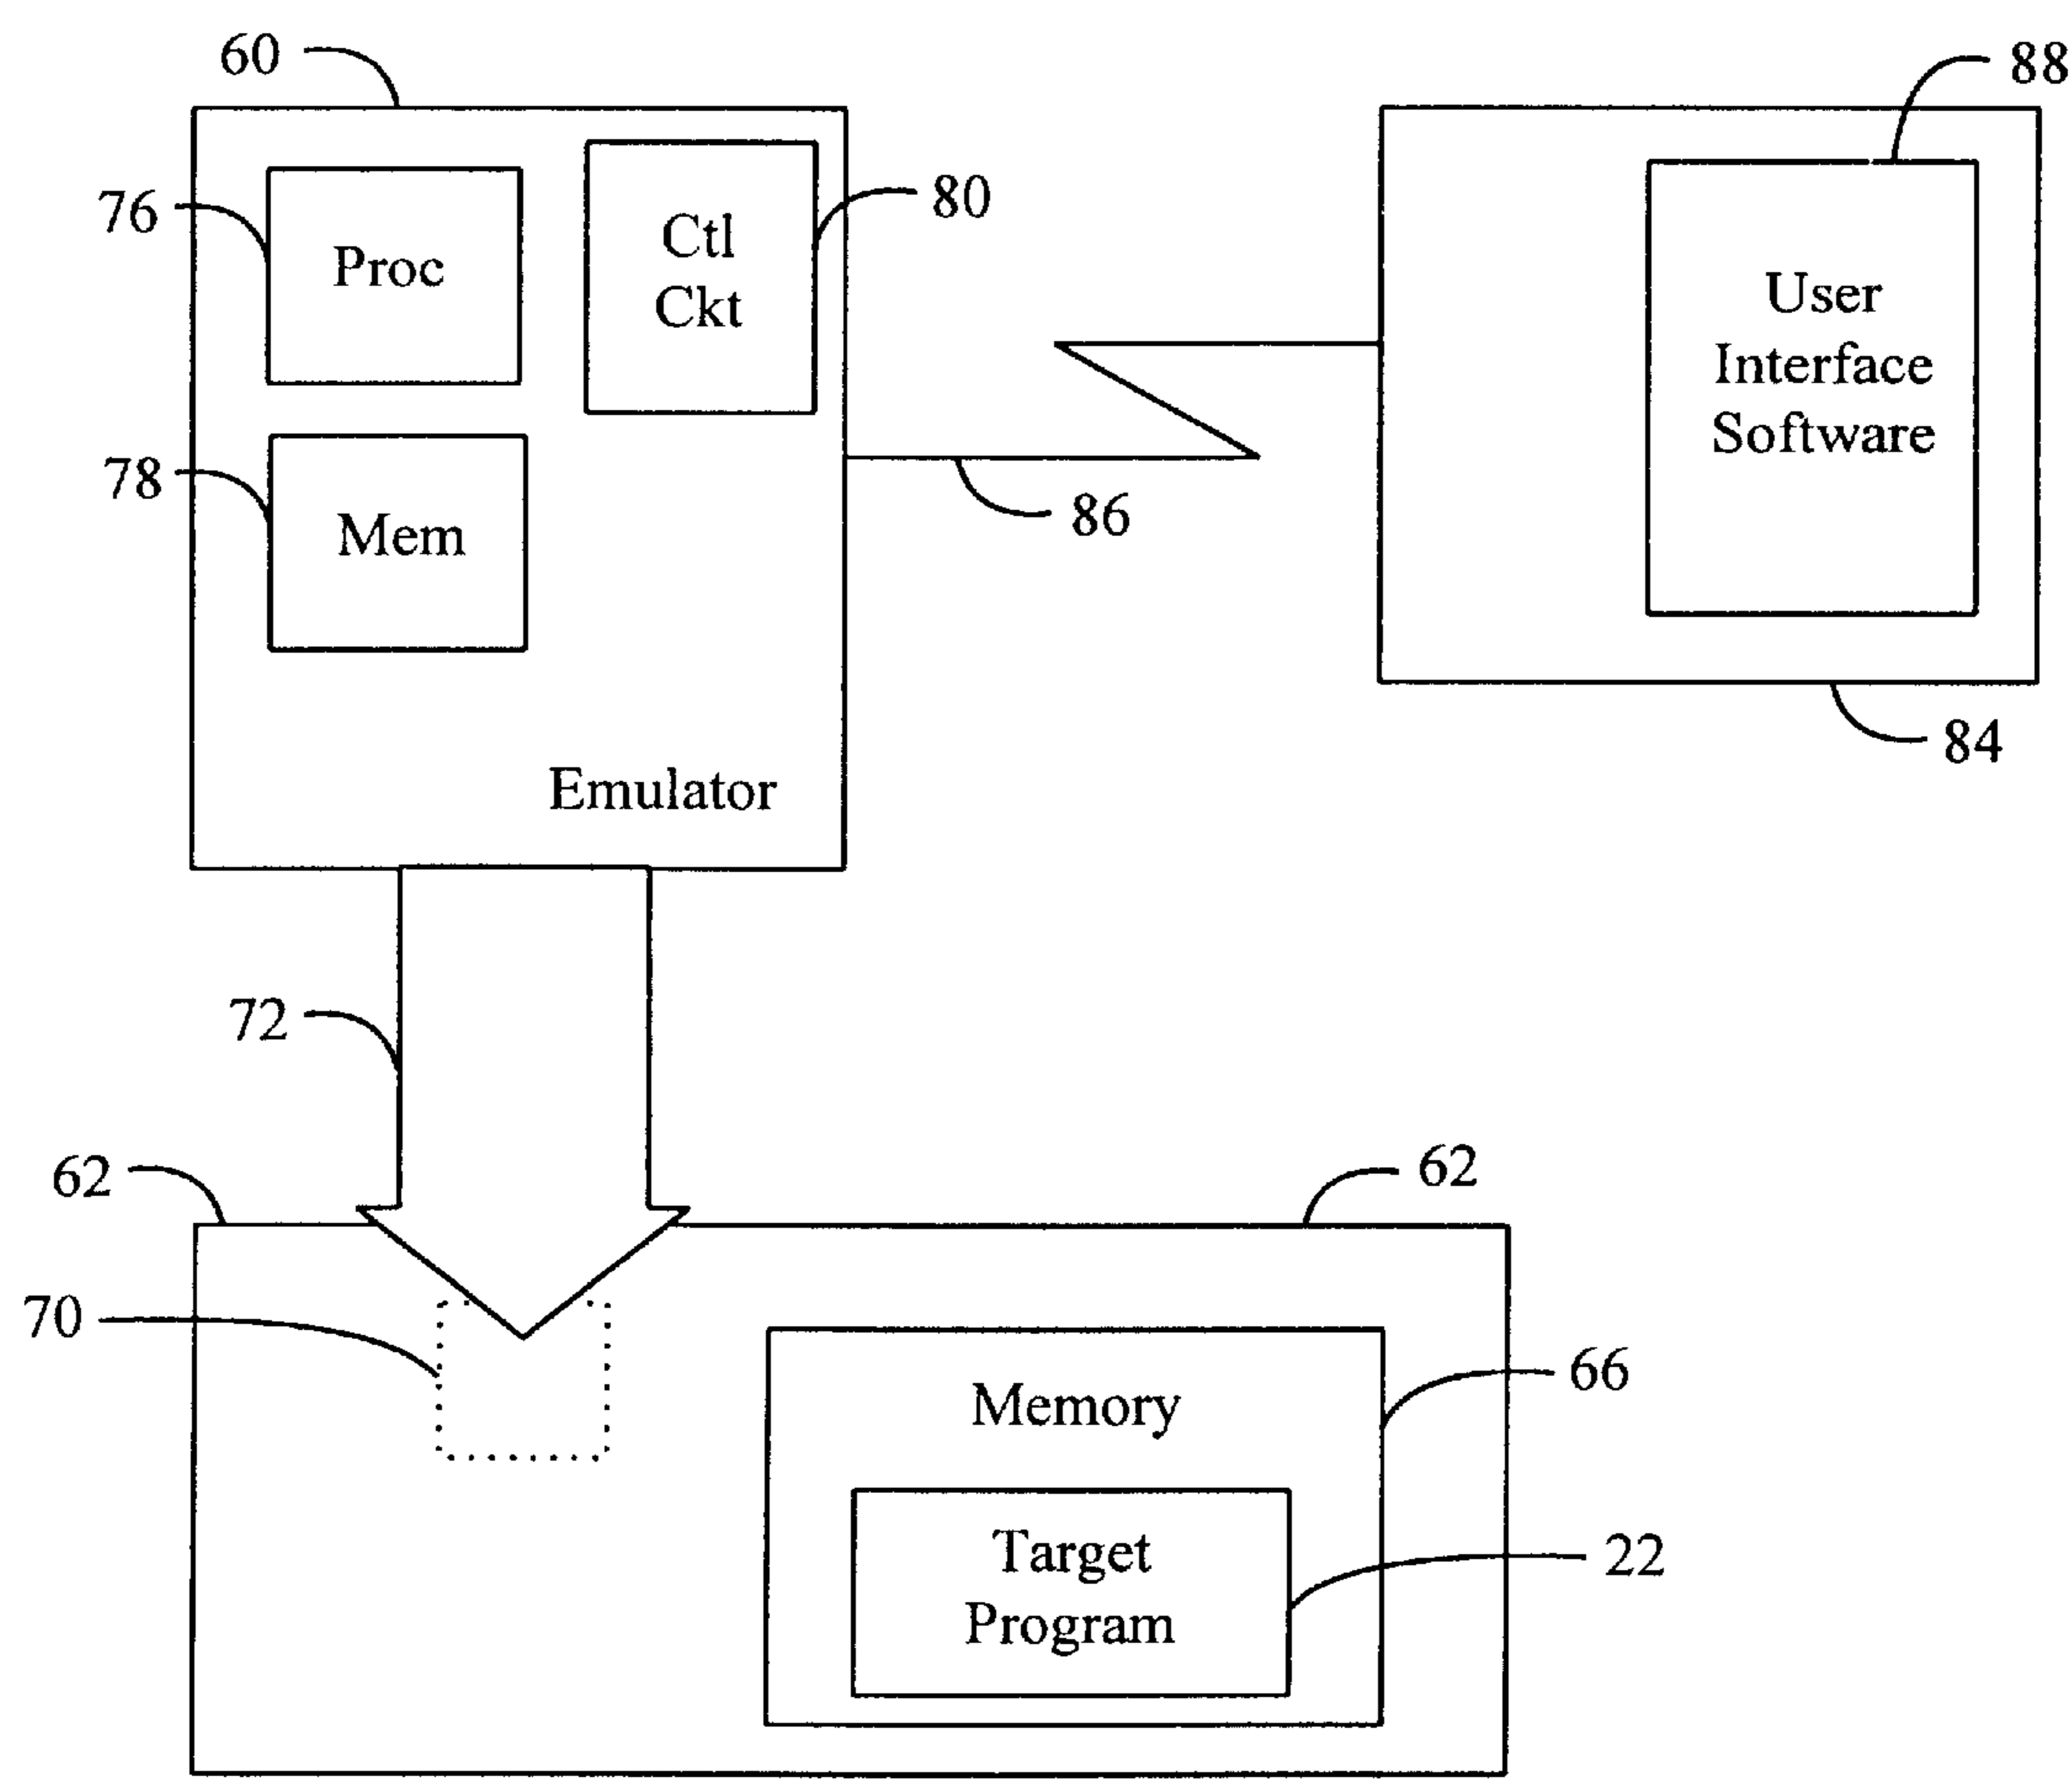 60
88
76
80
Proc
Ctl
Ckt
User
Interface
Software
78
Mem
86
84
Emulator
72
62
62
70
66
Memory
22
Target
Program